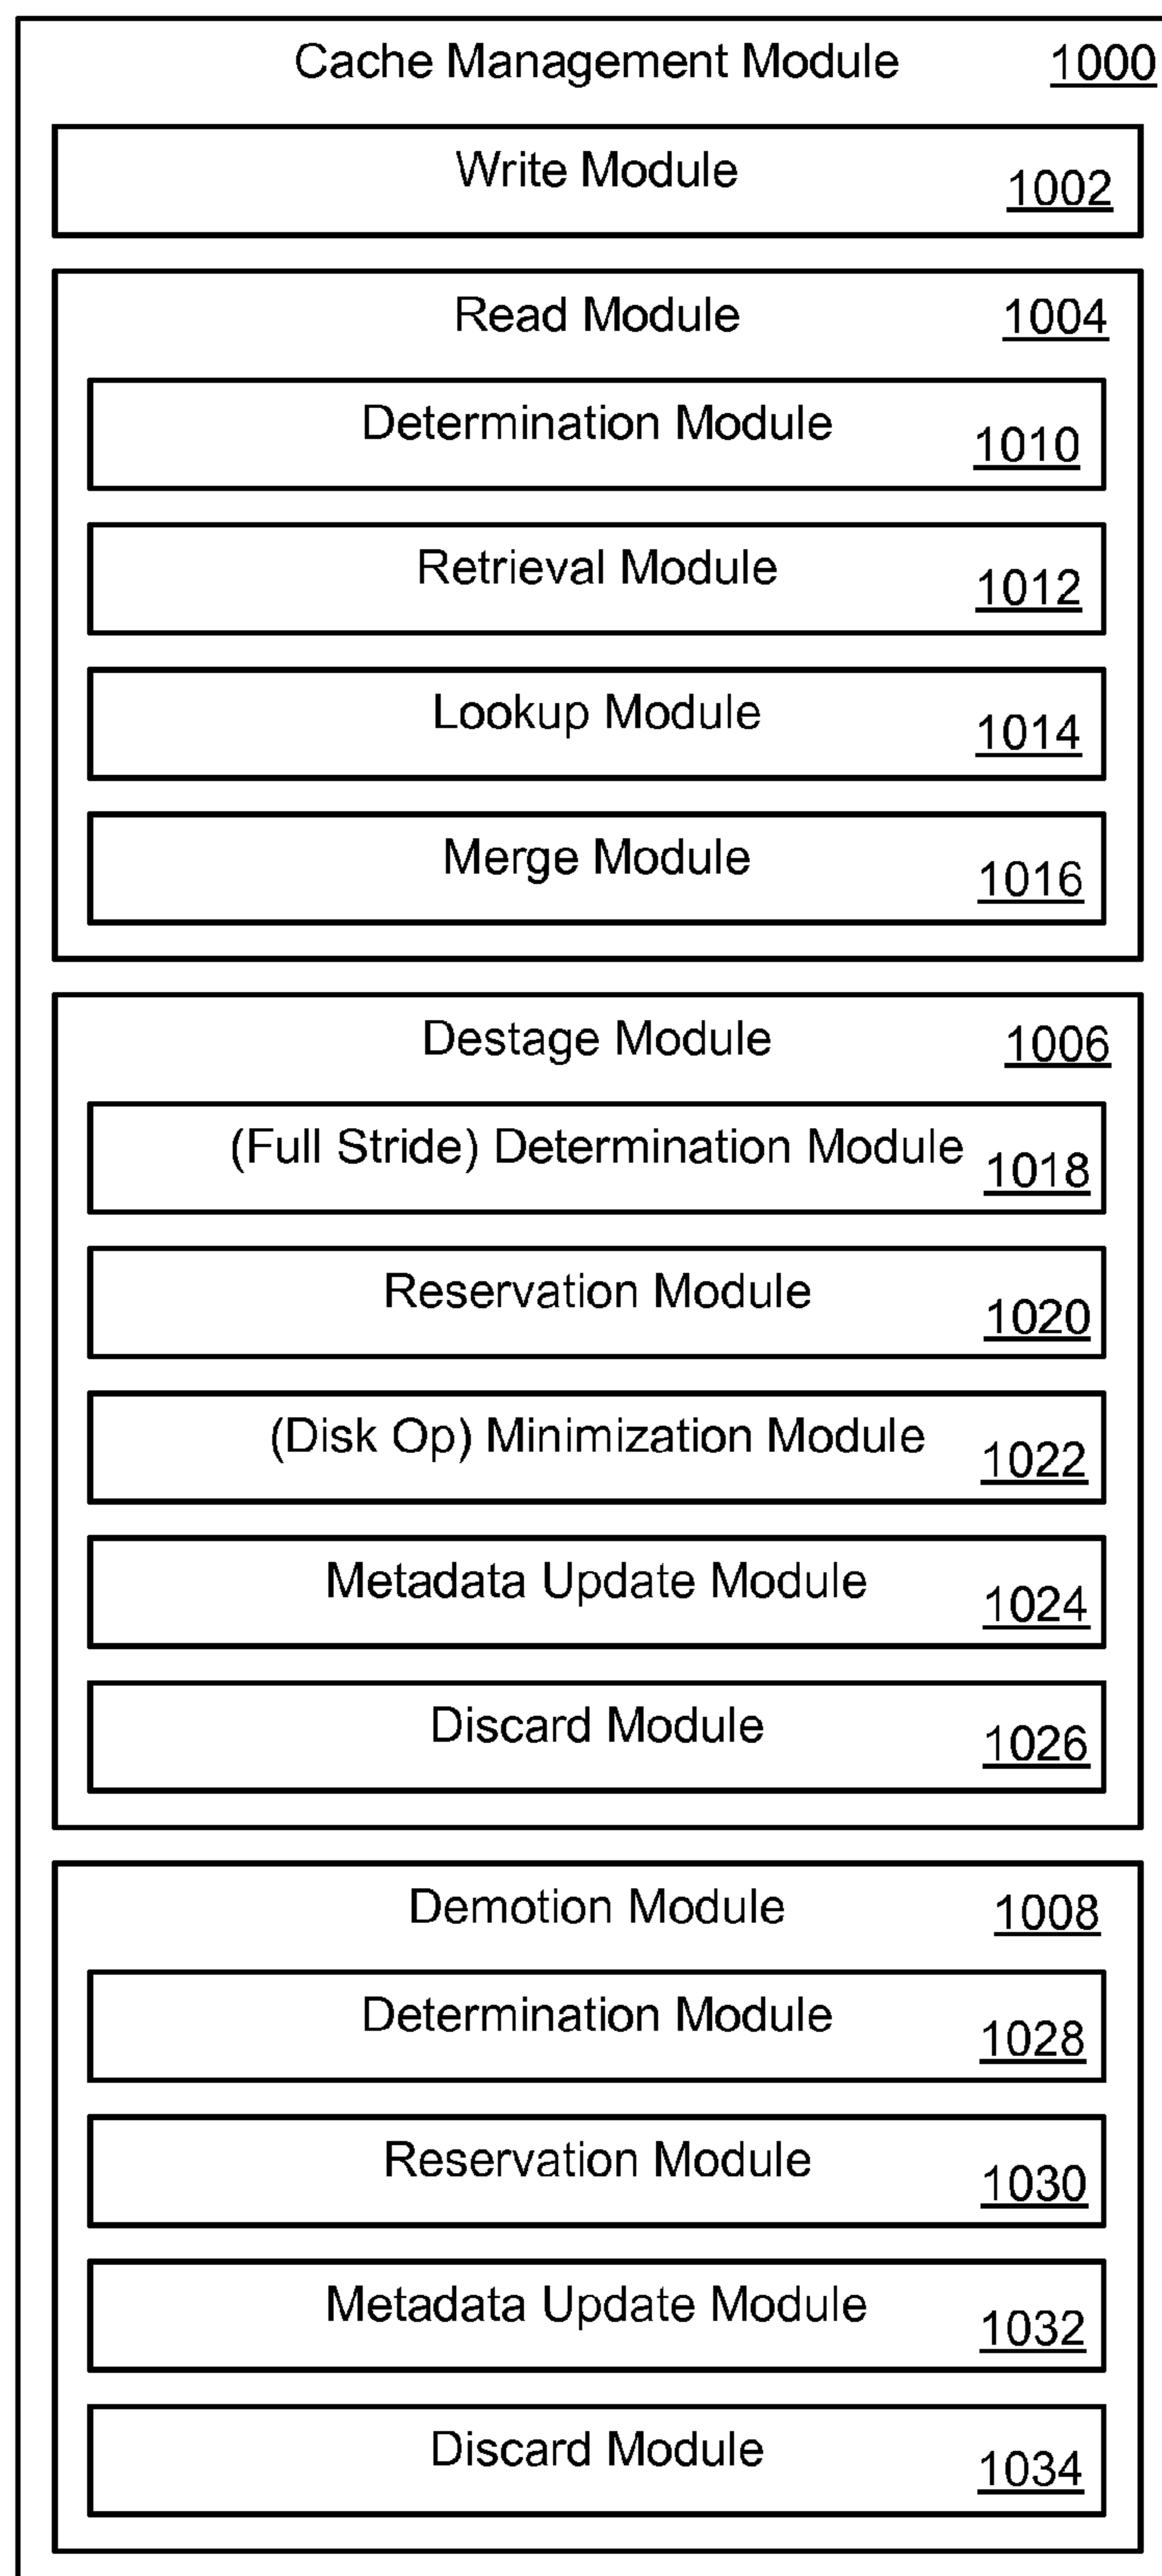 Cache Management Module 1000
Write Module 1002
Read Module 1004
Determination Module 1010
Retrieval Module 1012
Lookup Module 1014
Merge Module 1016
Destage Module 1006
(Full Stride) Determination Module 1018
Reservation Module 1020
(Disk Op) Minimization Module 1022
Metadata Update Module 1024
Discard Module 1026
Demotion Module 1008
Determination Module 1028
Reservation Module 1030
Metadata Update Module 1032
Discard Module 1034